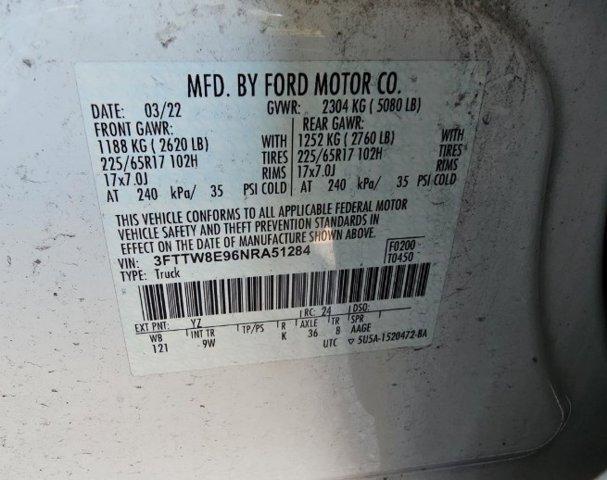 MFD. BY FORD MOTOR CO.
DATE: 03/22 GVWR: 2304 KG ( 5080 LB)
FRONT GAWR: REAR GAWR:
1188 KG ( 2620 LB) WITH 1252 KG ( 2760 LB) WITH
225/65R17 102H TIRES 225/65R17 102H TIRES
17x7.0J RIMS 17x7.0J RIMS
AT 240 kPa/ 35 PSI COLD AT 240 kPa/ 35 PSI COLD
THIS VEHICLE CONFORMS TO ALL APPLICABLE FEDERAL MOTOR
VEHICLE SAFETY AND THEFT PREVENTION STANDARDS IN
EFFECT ON THE DATE OF MANUFACTURE SHOWN ABOVE.
VIN: 3FTTW8E96NRA51284 F0200
TYPE: Truck T0450
RC: 24 DSO:
EXT PNT: YZ
WB INT TR TP/PS R AXLE TR SPR
121 9W K 36 8 AAGE
UTC ▽ 5U5A-1520472-BA